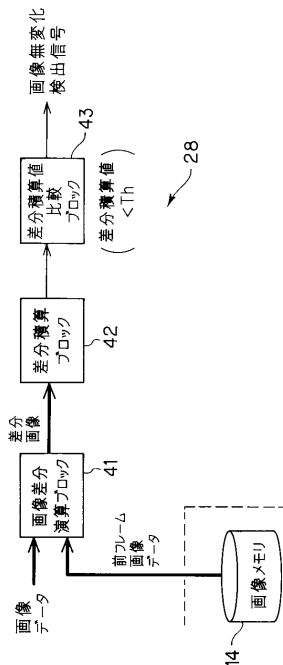 画像
データ
画像差分
演算ブロック
41
差分
画像
差分積算
ブロック
42
差分積算値
比較
ブロック
43
(差分積算値
<Th)
画像無変化
検出信号
28
前フレーム
画像
データ
画像メモリ
14